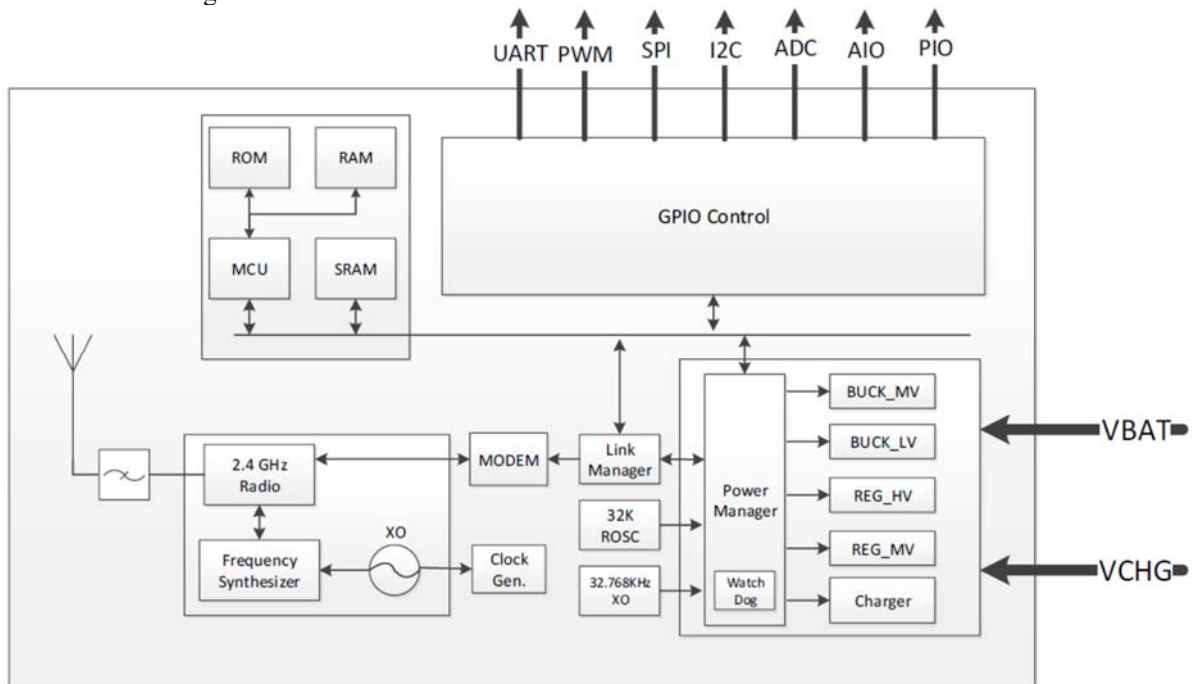 UART PWM SPI I2C ADC AIO PIO
ROM RAM
GPIO Control
MCU SRAM
BUCK_MV
VBAT
BUCK_LV
2.4 GHz
Radio
MODEM
Link
Manager
Power
Manager
REG_HV
32K
ROSC
XO
REG_MV
Frequency
Synthesizer
Clock
Gen.
VCHG
32.768KHz
XO
Watch
Dog
Charger